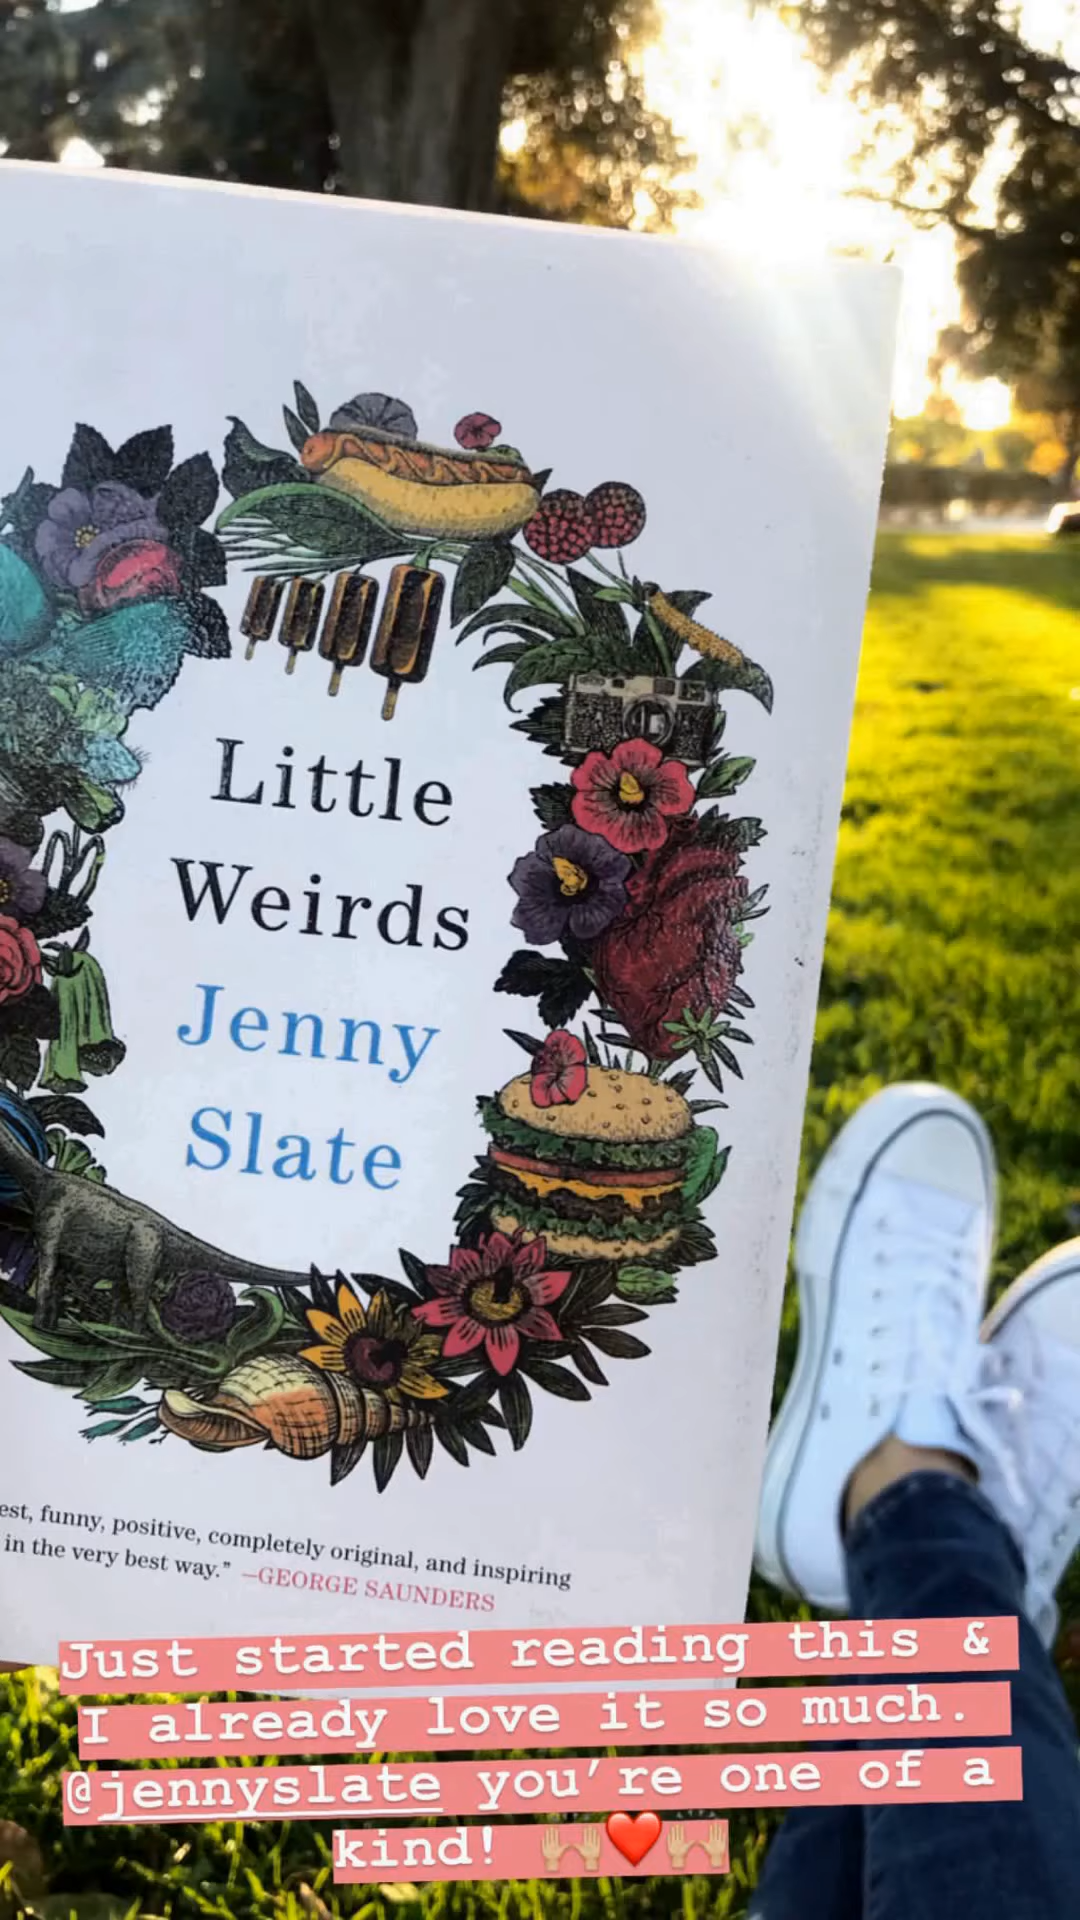 Little
Weirds
Jenny
Slate
est, funny, positive, completely original, and inspiring
in the very best way.” —GEORGE SAUNDERS
Just started reading this &
I already love it so much.
@jennyslate you’re one of a
kind! 🙌🏼❤️🙌🏼